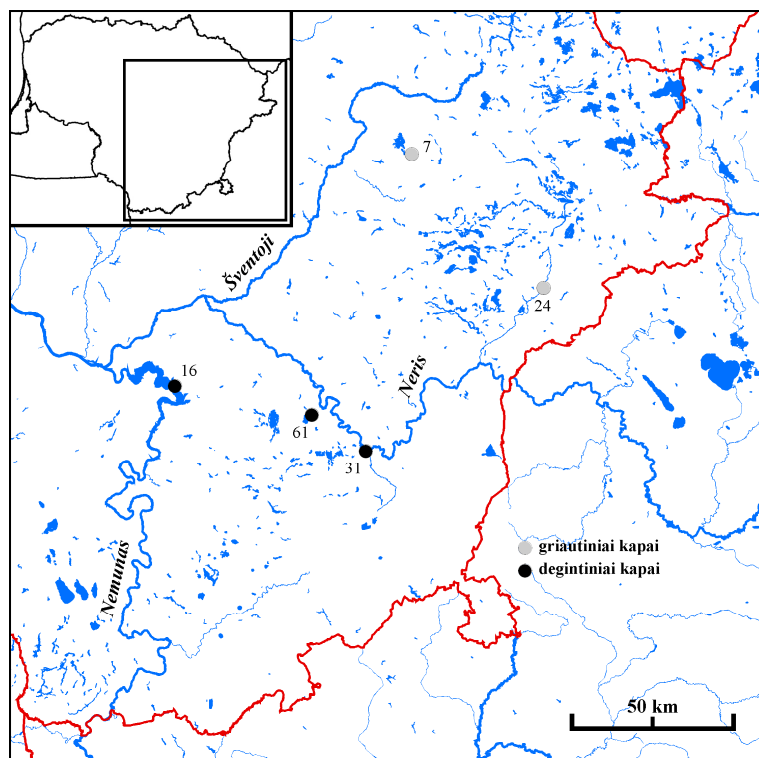 7
Šventoji
24
16
Neris
61
31
griautiniai kapai
degintiniai kapai
Nemunas
50 km